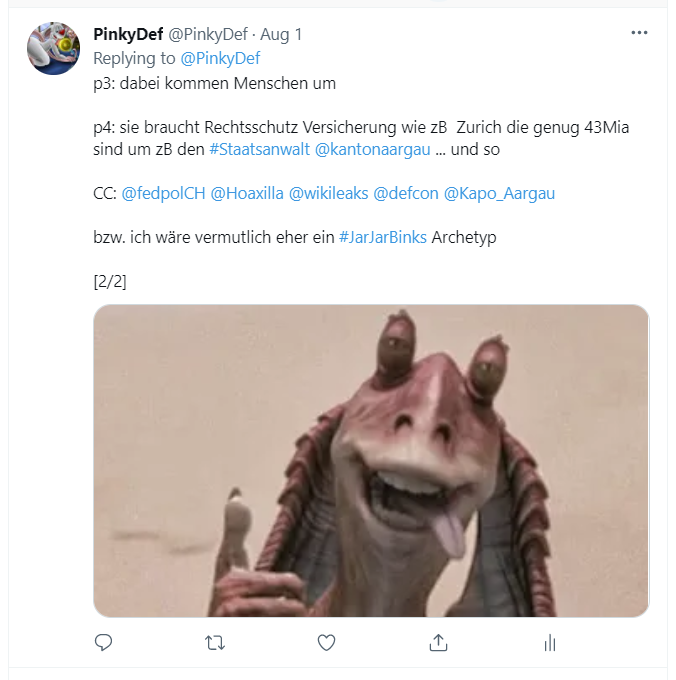 PinkyDef @PinkyDef · Aug 1
Replying to @PinkyDef
p3: dabei kommen Menschen um
p4: sie braucht Rechtsschutz Versicherung wie zB  Zurich die genug 43Mia
sind um zB den #Staatsanwalt @kantonaargau ... und so
CC: @fedpolCH @Hoaxilla @wikileaks @defcon @Kapo_Aargau
bzw. ich wäre vermutlich eher ein #JarJarBinks Archetyp
[2/2]